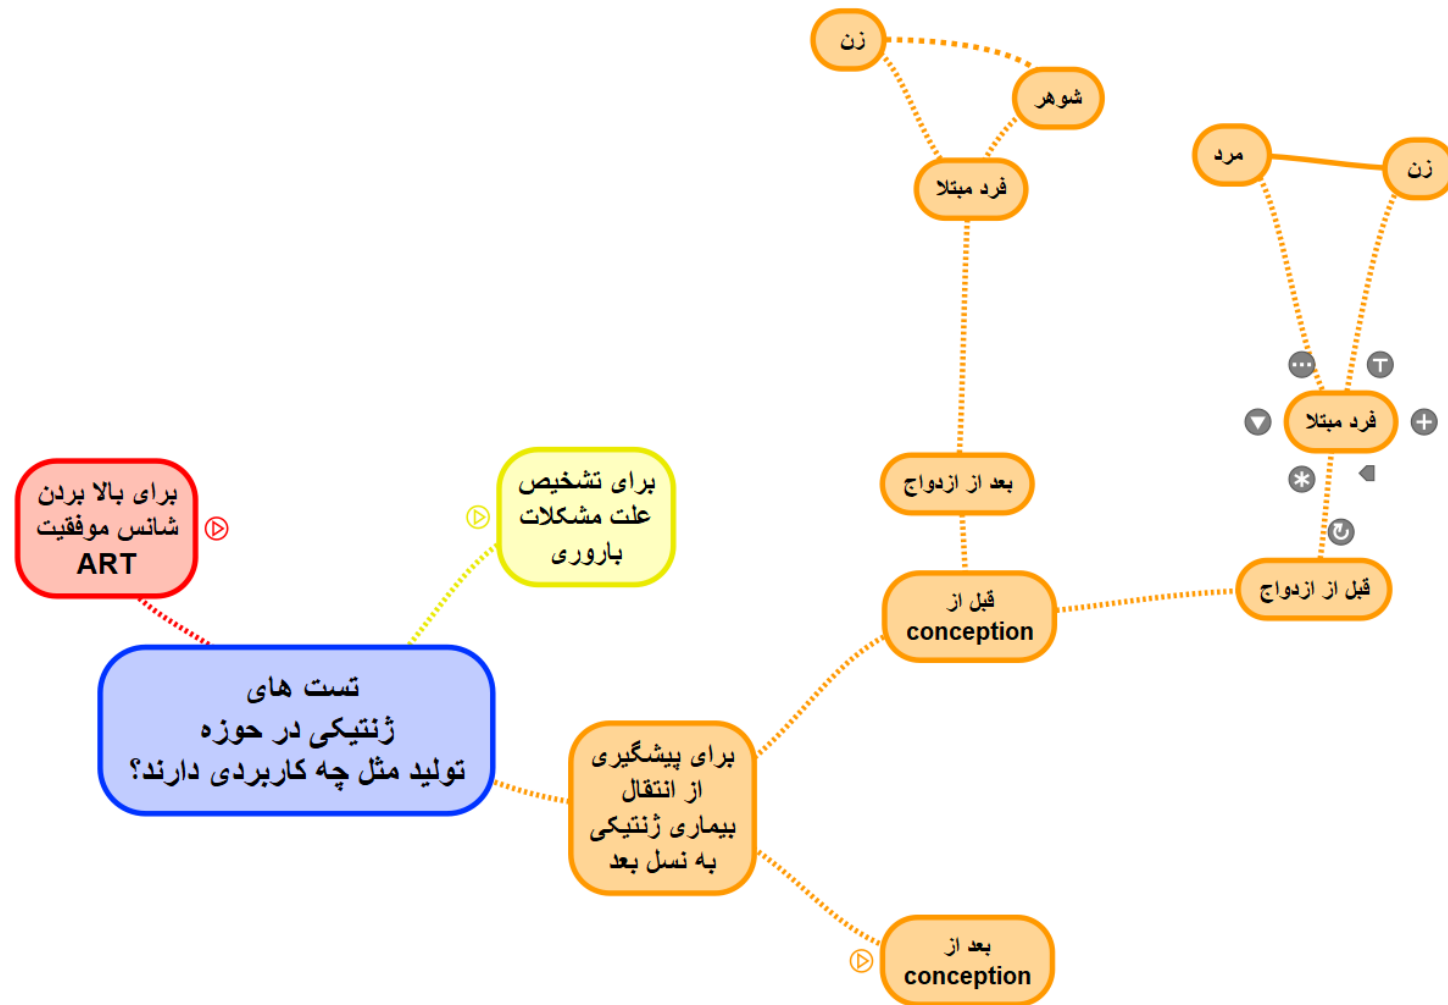 زن
شوهر
فرد مبتلا
مرد
زن
فرد مبتلا
بعد از ازدواج
قبل از ازدواج
قبل از
conception
برای بالا بردن
شانس موفقیت
ART
برای تشخیص
علت مشکلات
باروری
تست های
ژنتیکی در حوزه
تولید مثل چه کاربردی دارند؟
برای پیشگیری
از انتقال
بیماری ژنتیکی
به نسل بعد
بعد از
conception